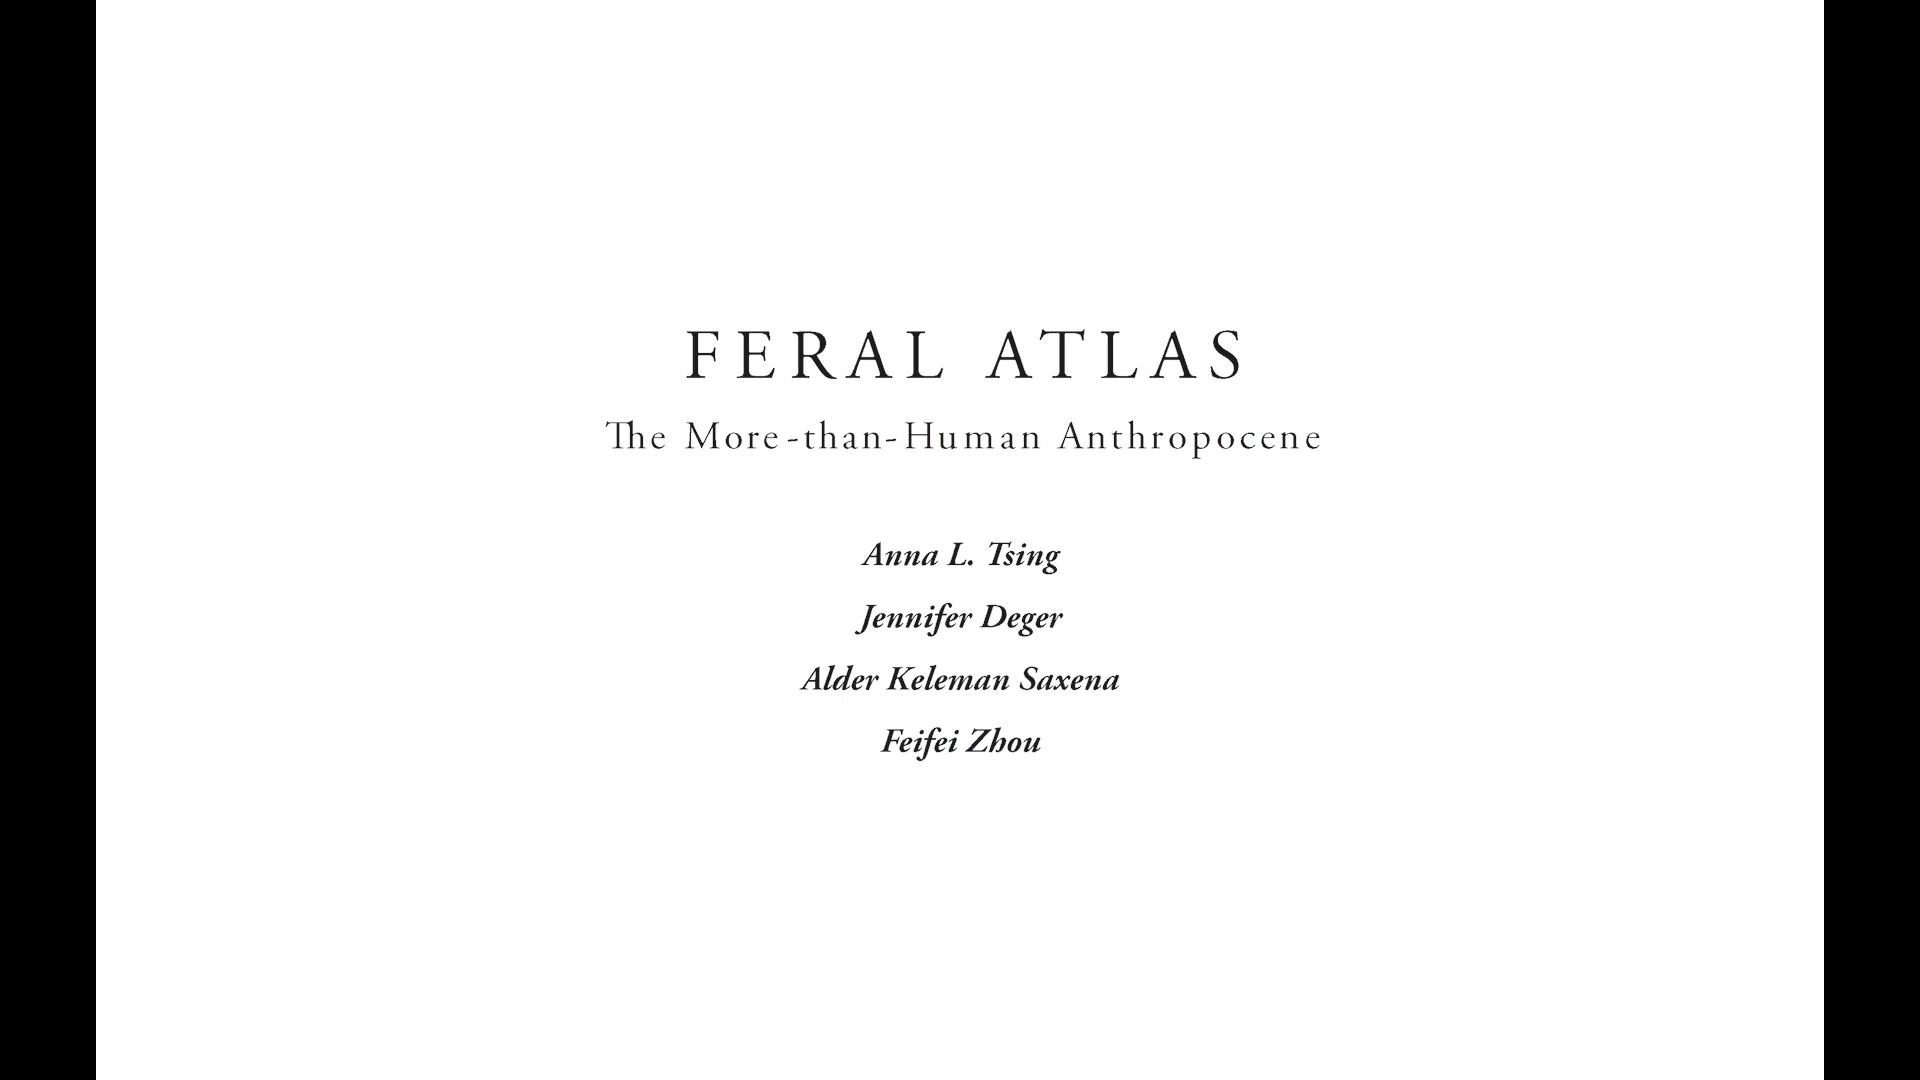 FERAL ATLAS
The More-than-Human Anthropocene
Anna L. Tsing
Jennifer Deger
Alder Keleman Saxena
Feifei Zhou